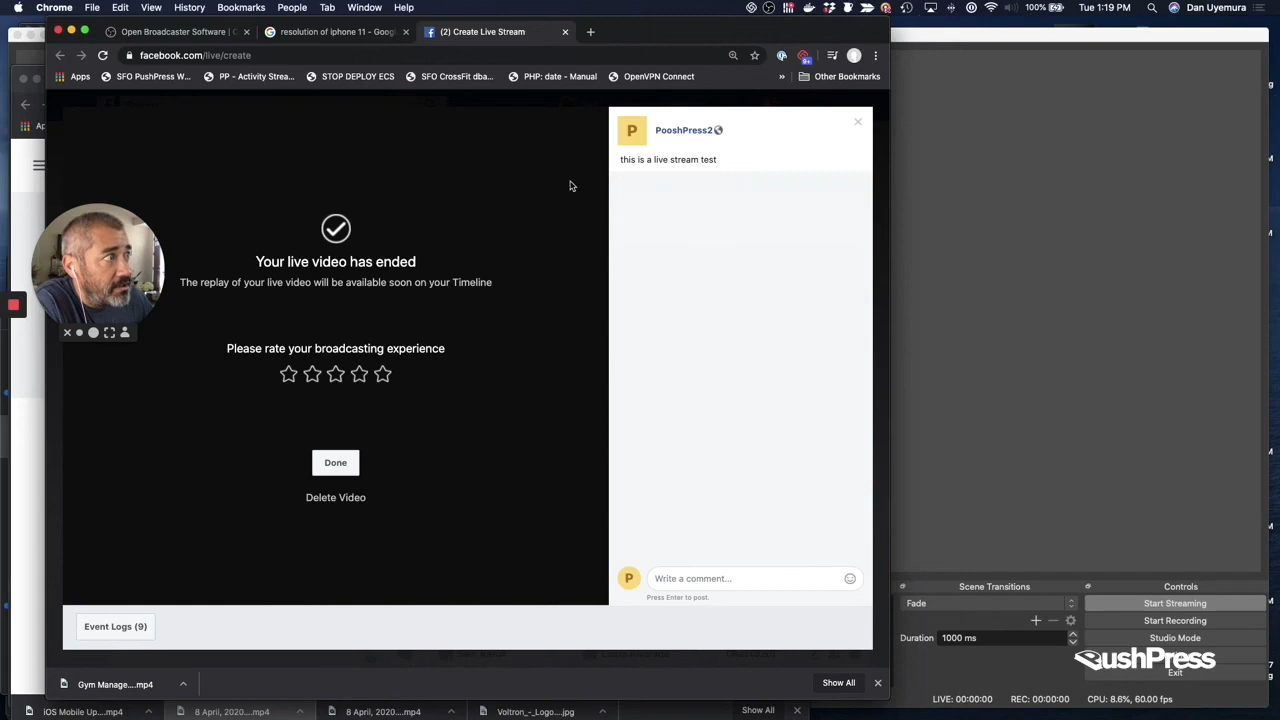 Chrome File Edit View History Bookmarks People Tab Window Help 100% Tue 1:19 PM Dan Uyemura
Open Broadcaster Software | C resolution of iphone 11 - Goog (2) Create Live Stream
facebook.com/live/create
Apps SFO PushPress W... PP - Activity Strea... STOP DEPLOY ECS SFO CrossFit dba... PHP: date - Manual OpenVPN Connect » Other Bookmarks
P PooshPress2
this is a live stream test
Your live video has ended
The replay of your live video will be available soon on your Timeline
Please rate your broadcasting experience
Done
Delete Video
P Write a comment...
Press Enter to post.
Event Logs (9)
Gym Manage....mp4 Show All
iOS Mobile Up....mp4 8 April, 2020....mp4 8 April, 2020....mp4 Voltron_-_Logo....jpg Show All
Scene Transitions Controls
Fade Start Streaming
Start Recording
Duration 1000 ms Studio Mode
PushPress
Exit
LIVE: 00:00:00 REC: 00:00:00 CPU: 8.6%, 60.00 fps